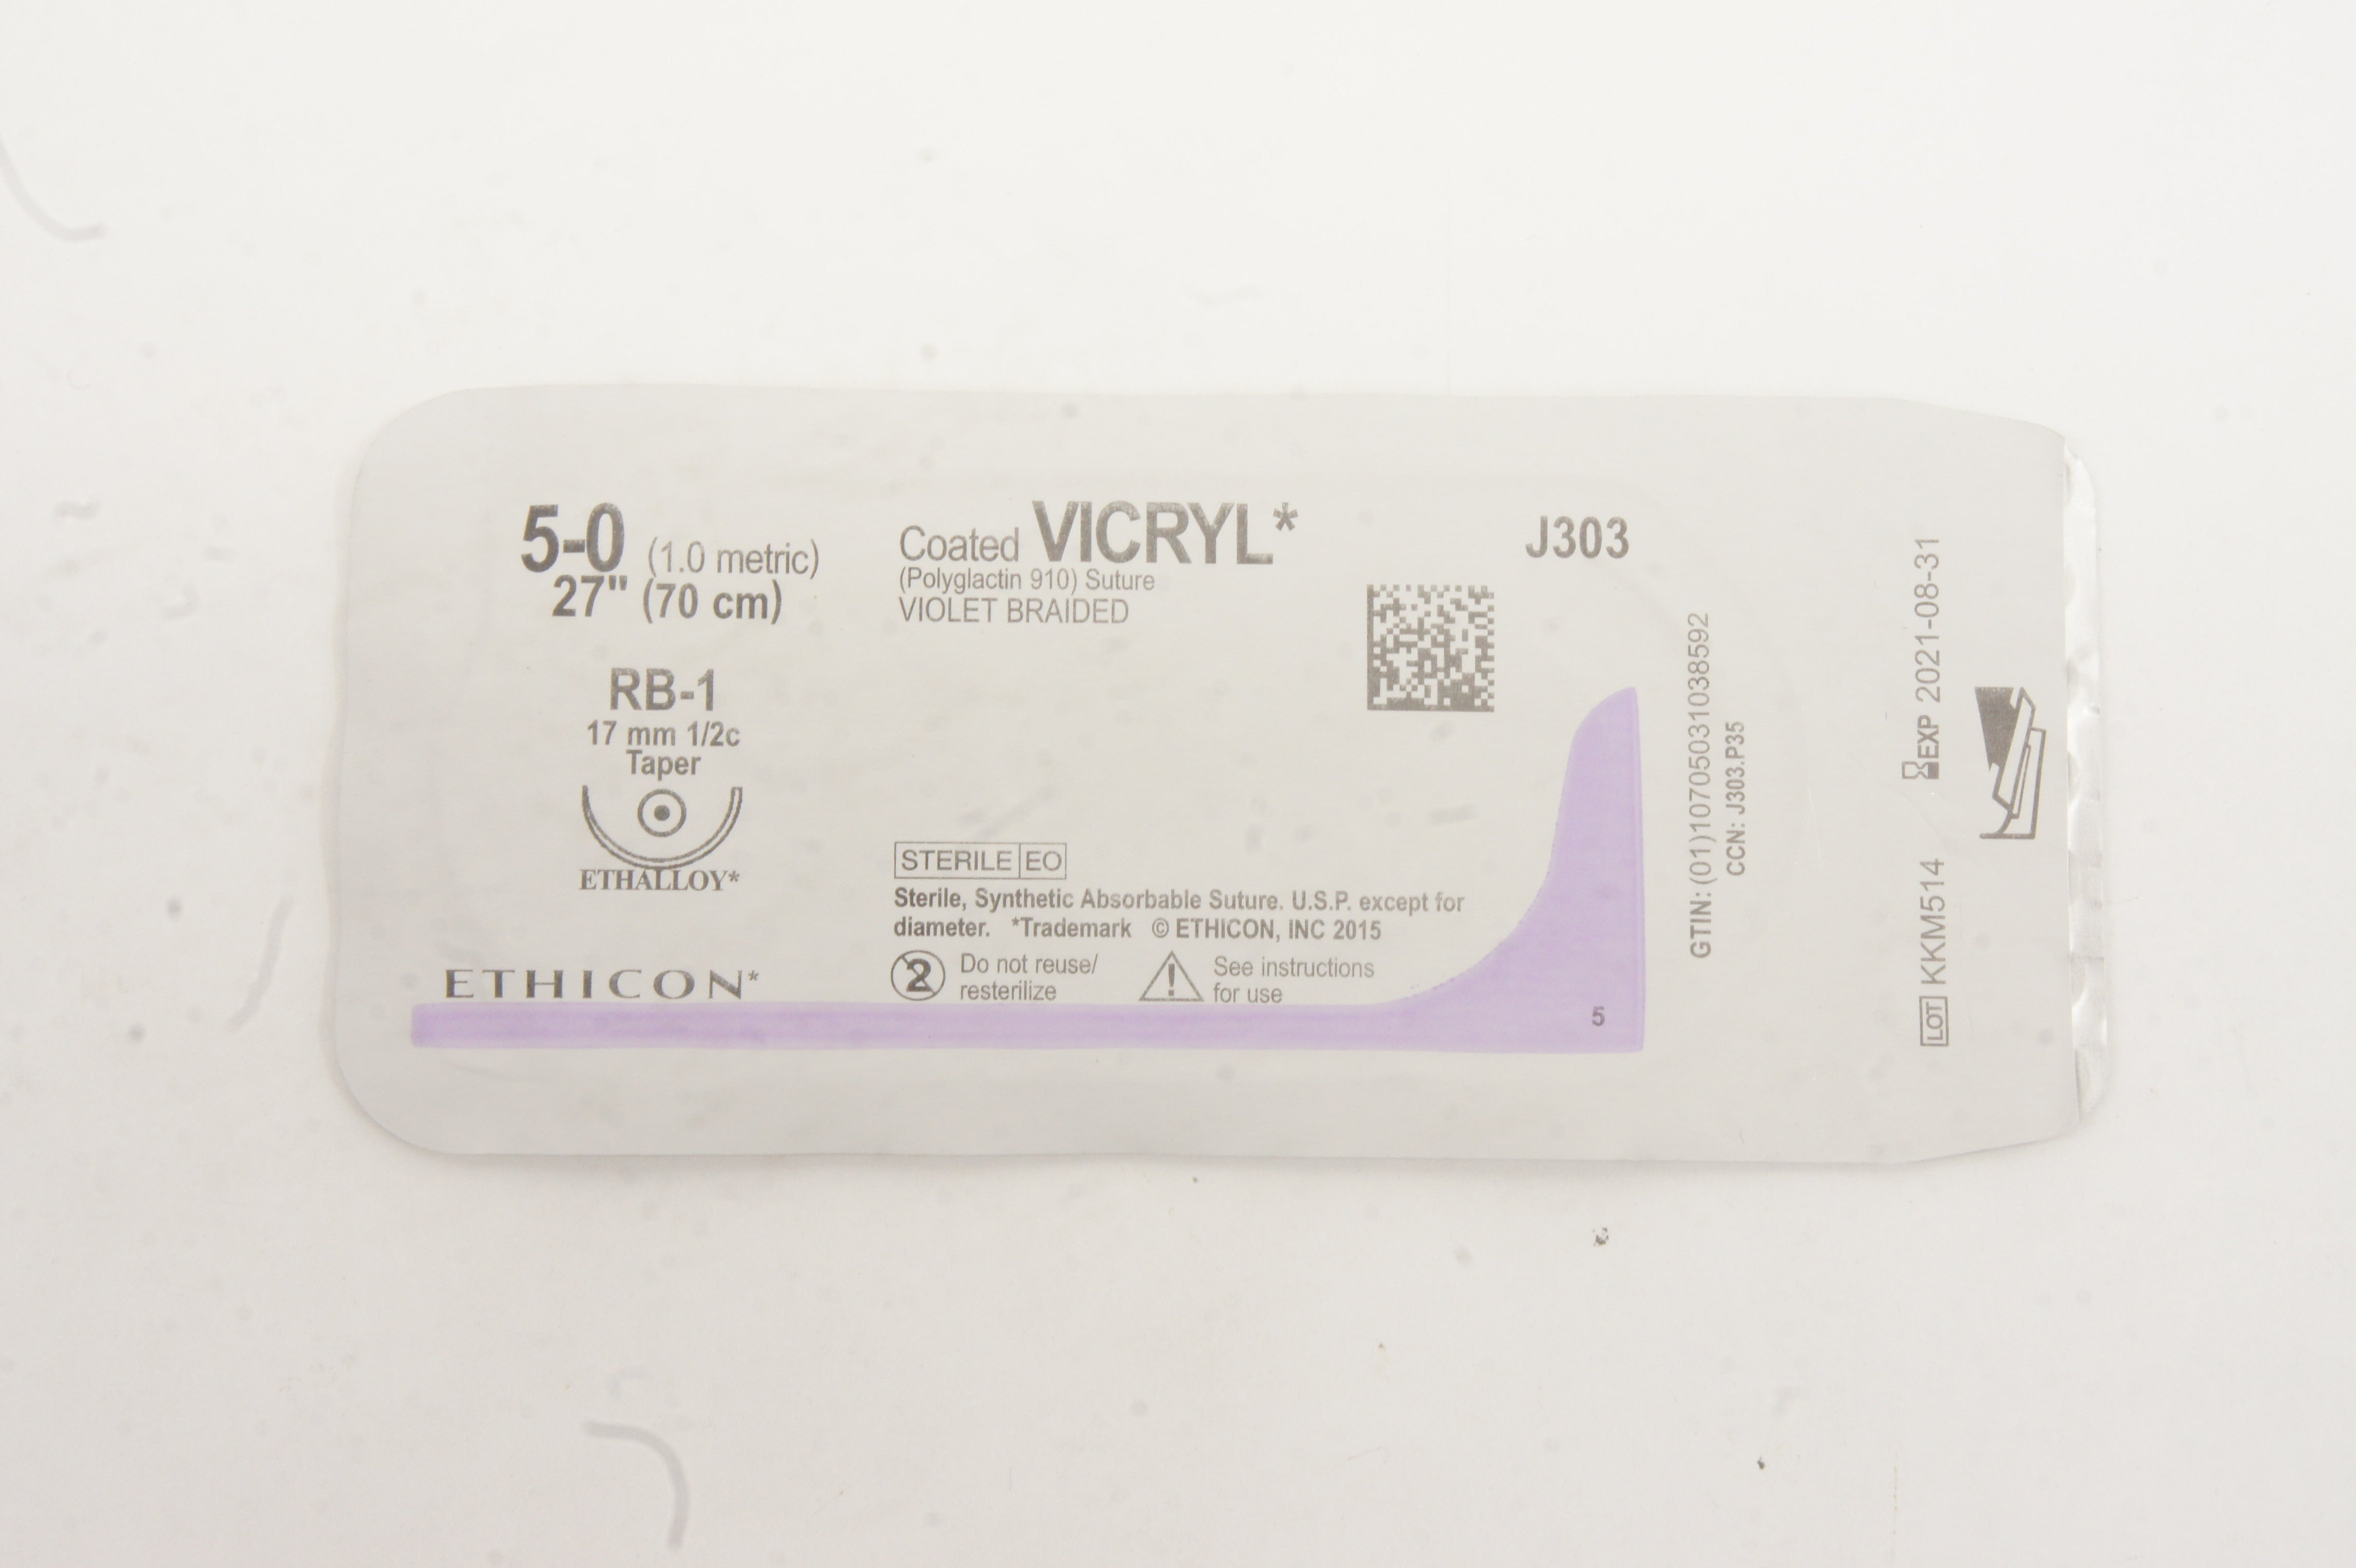 5-0 (1.0 metric)
27" (70 cm)
RB-1
17 mm 1/2c
Taper
ETHALLOY*
ETHICON*
Coated VICRYL*
(Polyglactin 910) Suture
VIOLET BRAIDED
J303
STERILE EO
Sterile, Synthetic Absorbable Suture. U.S.P. except for
diameter. *Trademark © ETHICON, INC 2015
2 Do not reuse/
resterilize
See instructions
for use
5
GTIN: (01)10705031038592
CCN: J303.P35
EXP 2021-08-31
LOT KKM514